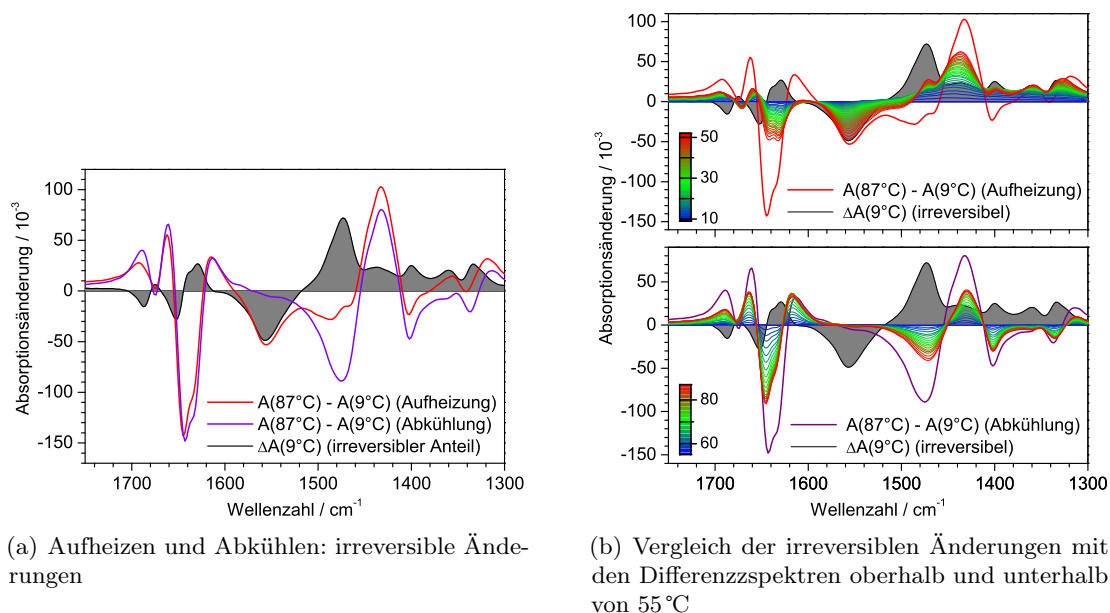 100
50
0
-50
-100
-150
Absorptionsänderung / 10⁻³
A(87°C) - A(9°C) (Aufheizung)
A(87°C) - A(9°C) (Abkühlung)
ΔA(9°C) (irreversibler Anteil)
1700
1600
1500
1400
1300
Wellenzahl / cm⁻¹
(a) Aufheizen und Abkühlen: irreversible Ände-
rungen
100
50
0
-50
-100
-150
50
30
10
A(87°C) - A(9°C) (Aufheizung)
ΔA(9°C) (irreversibel)
Absorptionsänderung / 10⁻³
50
0
-50
-100
-150
80
60
A(87°C) - A(9°C) (Abkühlung)
ΔA(9°C) (irreversibel)
1700
1600
1500
1400
1300
Wellenzahl / cm⁻¹
(b) Vergleich der irreversiblen Änderungen mit
den Differenzzspektren oberhalb und unterhalb
von 55 °C